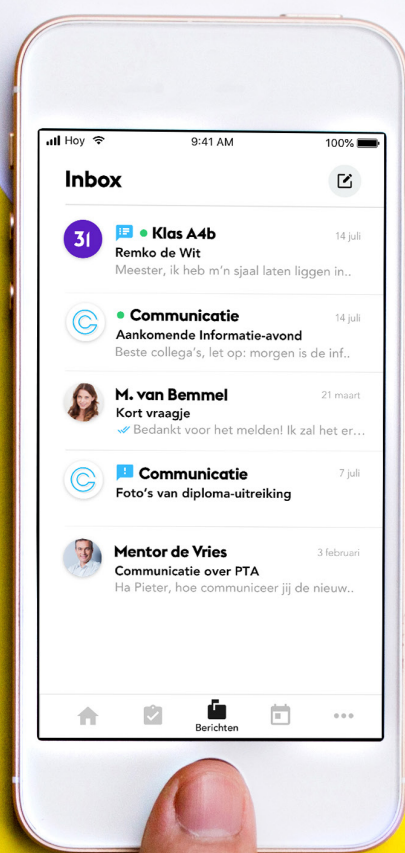 Hoy 9:41 AM 100%
Inbox
31 Klas A4b 14 juli
Remko de Wit
Meester, ik heb m'n sjaal laten liggen in..
Communicatie 14 juli
Aankomende Informatie-avond
Beste collega's, let op: morgen is de inf..
M. van Bemmel 21 maart
Kort vraagje
Bedankt voor het melden! Ik zal het er...
Communicatie 7 juli
Foto's van diploma-uitreiking
Mentor de Vries 3 februari
Communicatie over PTA
Ha Pieter, hoe communiceer jij de nieuw..
Berichten